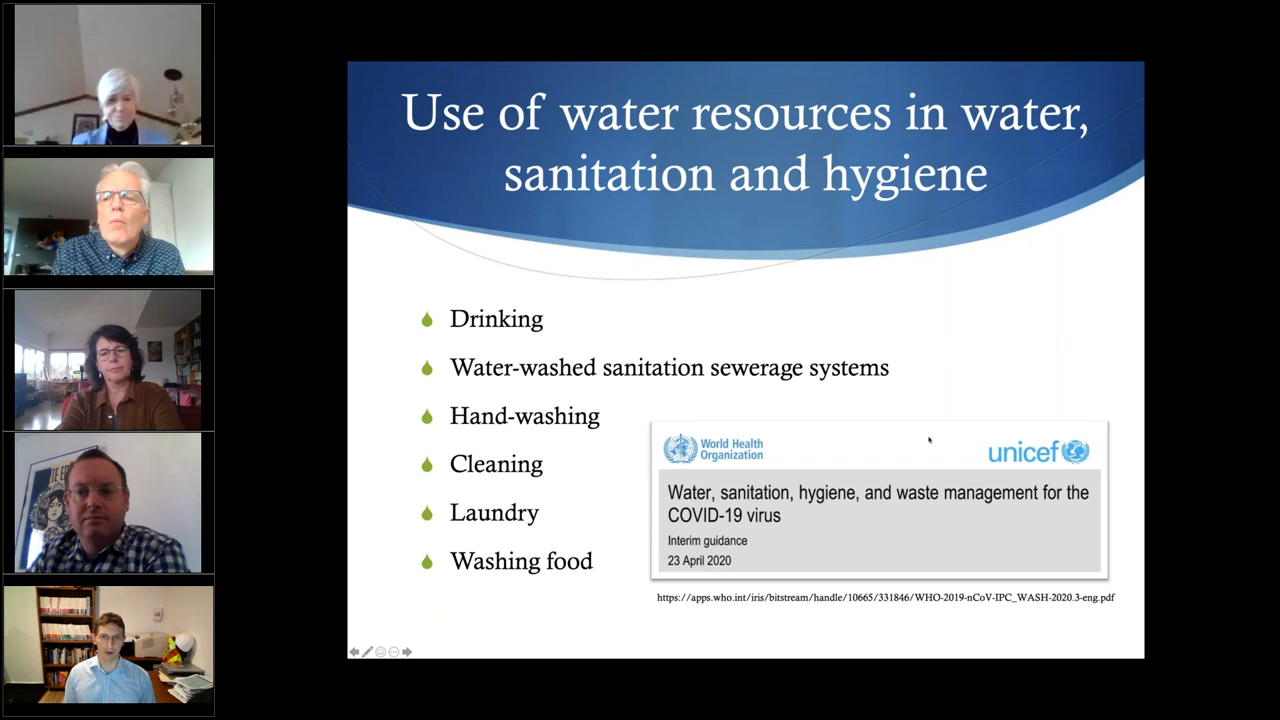 Use of water resources in water,
sanitation and hygiene
Drinking
Water-washed sanitation sewerage systems
Hand-washing
Cleaning
Laundry
Washing food
World Health
Organization
unicef
Water, sanitation, hygiene, and waste management for the
COVID-19 virus
Interim guidance
23 April 2020
https://apps.who.int/iris/bitstream/handle/10665/331846/WHO-2019-nCoV-IPC_WASH-2020.3-eng.pdf